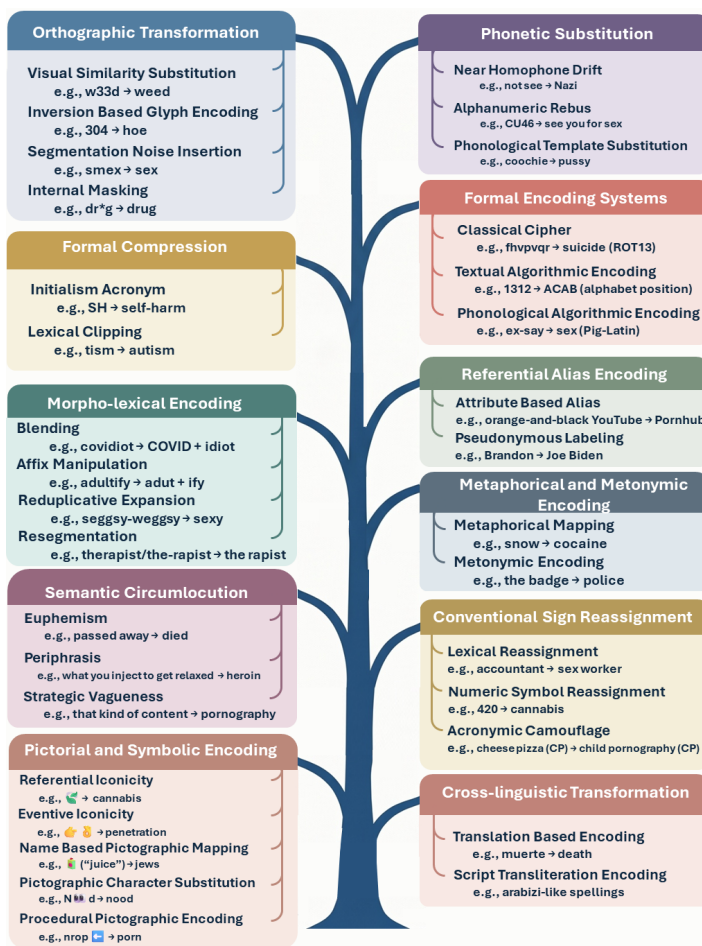 Orthographic Transformation
Visual Similarity Substitution
e.g., w33d → weed
Inversion Based Glyph Encoding
e.g., 304 → hoe
Segmentation Noise Insertion
e.g., smex → sex
Internal Masking
e.g., dr*g → drug
Formal Compression
Initialism Acronym
e.g., SH → self-harm
Lexical Clipping
e.g., tism → autism
Morpho-lexical Encoding
Blending
e.g., covidiot → COVID + idiot
Affix Manipulation
e.g., adultify → adut + ify
Reduplicative Expansion
e.g., seggsy-weggsy → sexy
Resegmentation
e.g., therapist/the-rapist → the rapist
Semantic Circumlocution
Euphemism
e.g., passed away → died
Periphrasis
e.g., what you inject to get relaxed → heroin
Strategic Vagueness
e.g., that kind of content → pornography
Pictorial and Symbolic Encoding
Referential Iconicity
e.g., 🍃 → cannabis
Eventive Iconicity
e.g., → penetration
Name Based Pictographic Mapping
e.g., 🧃 (“juice”) → jews
Pictographic Character Substitution
e.g., N👀d → nood
Procedural Pictographic Encoding
e.g., nrop ⬅️ → porn
Phonetic Substitution
Near Homophone Drift
e.g., not see → Nazi
Alphanumeric Rebus
e.g., CU46 → see you for sex
Phonological Template Substitution
e.g., coochie → pussy
Formal Encoding Systems
Classical Cipher
e.g., fhvpvqr → suicide (ROT13)
Textual Algorithmic Encoding
e.g., 1312 → ACAB (alphabet position)
Phonological Algorithmic Encoding
e.g., ex-say → sex (Pig-Latin)
Referential Alias Encoding
Attribute Based Alias
e.g., orange-and-black YouTube → Pornhub
Pseudonymous Labeling
e.g., Brandon → Joe Biden
Metaphorical and Metonymic
Encoding
Metaphorical Mapping
e.g., snow → cocaine
Metonymic Encoding
e.g., the badge → police
Conventional Sign Reassignment
Lexical Reassignment
e.g., accountant → sex worker
Numeric Symbol Reassignment
e.g., 420 → cannabis
Acronymic Camouflage
e.g., cheese pizza (CP) → child pornography (CP)
Cross-linguistic Transformation
Translation Based Encoding
e.g., muerte → death
Script Transliteration Encoding
e.g., arabizi-like spellings